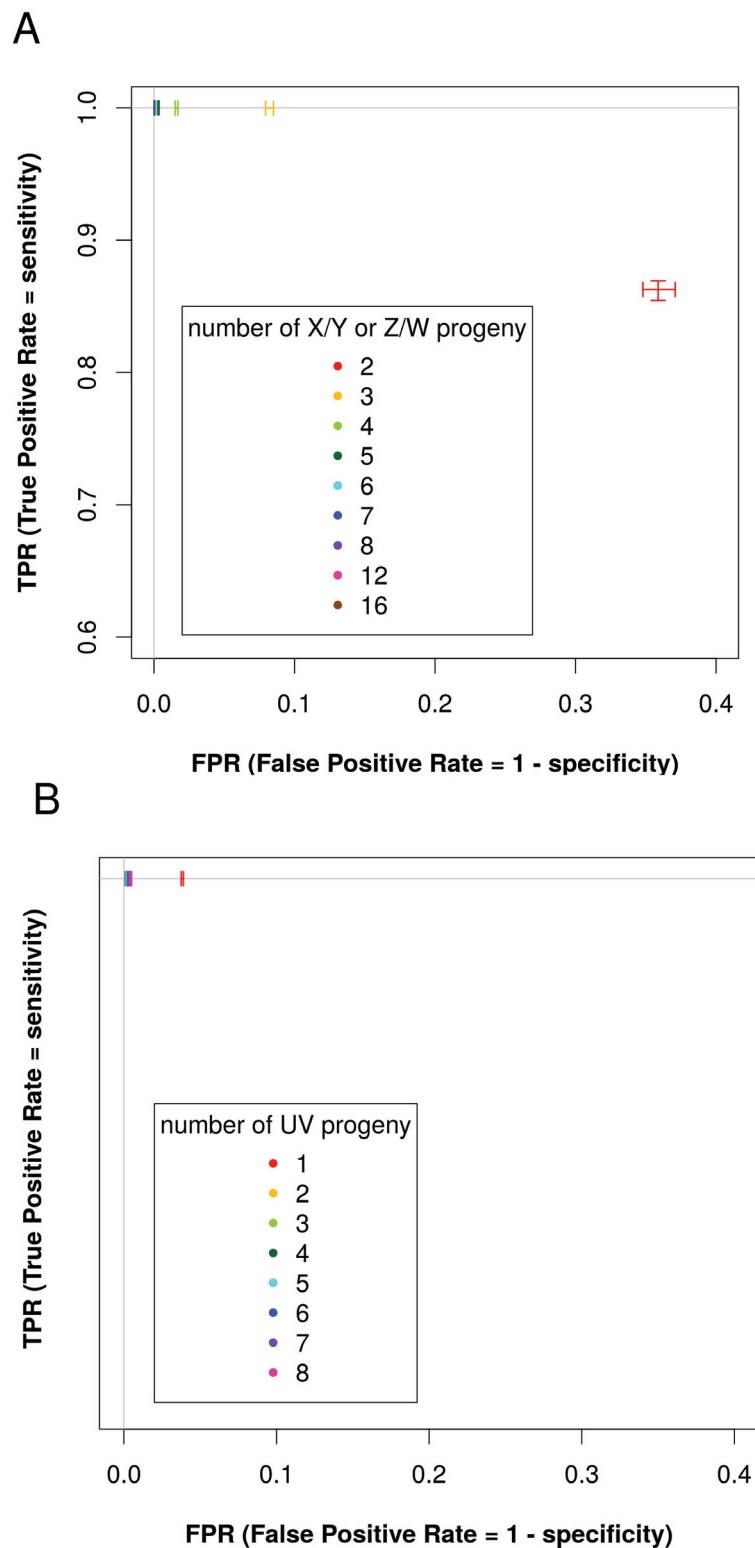 A
TPR (True Positive Rate = sensitivity)
1.0
0.9
0.8
0.7
0.6
number of X/Y or Z/W progeny
2
3
4
5
6
7
8
12
16
0.0 0.1 0.2 0.3 0.4
FPR (False Positive Rate = 1 - specificity)
B
TPR (True Positive Rate = sensitivity)
number of UV progeny
1
2
3
4
5
6
7
8
0.0 0.1 0.2 0.3 0.4
FPR (False Positive Rate = 1 - specificity)